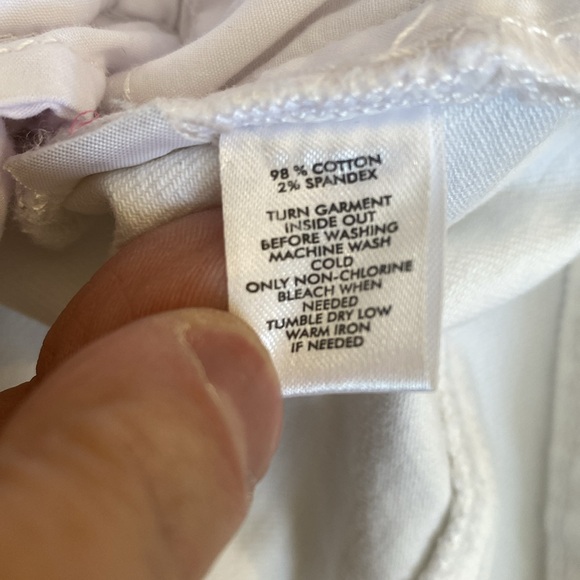 98 % COTTON
2% SPANDEX
TURN GARMENT
INSIDE OUT
BEFORE WASHING
MACHINE WASH
COLD
ONLY NON-CHLORINE
BLEACH WHEN
NEEDED
TUMBLE DRY LOW
WARM IRON
IF NEEDED